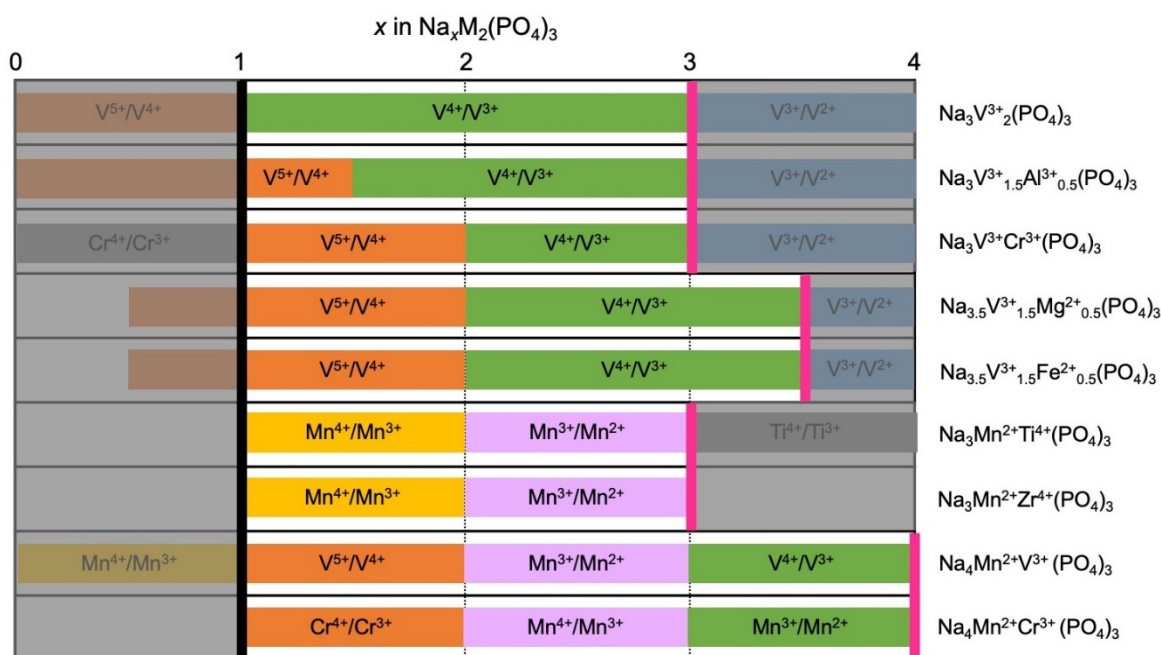 x in NaₓM₂(PO₄)₃
0 1 2 3 4
V⁵⁺/V⁴⁺ V⁴⁺/V³⁺ V³⁺/V²⁺ Na₃V³⁺₂(PO₄)₃
V⁵⁺/V⁴⁺ V⁴⁺/V³⁺ V³⁺/V²⁺ Na₃V³⁺₁.₅Al³⁺₀.₅(PO₄)₃
Cr⁴⁺/Cr³⁺ V⁵⁺/V⁴⁺ V⁴⁺/V³⁺ V³⁺/V²⁺ Na₃V³⁺Cr³⁺(PO₄)₃
V⁵⁺/V⁴⁺ V⁴⁺/V³⁺ V³⁺/V²⁺ Na₃.₅V³⁺₁.₅Mg²⁺₀.₅(PO₄)₃
V⁵⁺/V⁴⁺ V⁴⁺/V³⁺ V³⁺/V²⁺ Na₃.₅V³⁺₁.₅Fe²⁺₀.₅(PO₄)₃
Mn⁴⁺/Mn³⁺ Mn³⁺/Mn²⁺ Ti⁴⁺/Ti³⁺ Na₃Mn²⁺Ti⁴⁺(PO₄)₃
Mn⁴⁺/Mn³⁺ Mn³⁺/Mn²⁺ Na₃Mn²⁺Zr⁴⁺(PO₄)₃
Mn⁴⁺/Mn³⁺ V⁵⁺/V⁴⁺ Mn³⁺/Mn²⁺ V⁴⁺/V³⁺ Na₄Mn²⁺V³⁺ (PO₄)₃
Cr⁴⁺/Cr³⁺ Mn⁴⁺/Mn³⁺ Mn³⁺/Mn²⁺ Na₄Mn²⁺Cr³⁺ (PO₄)₃